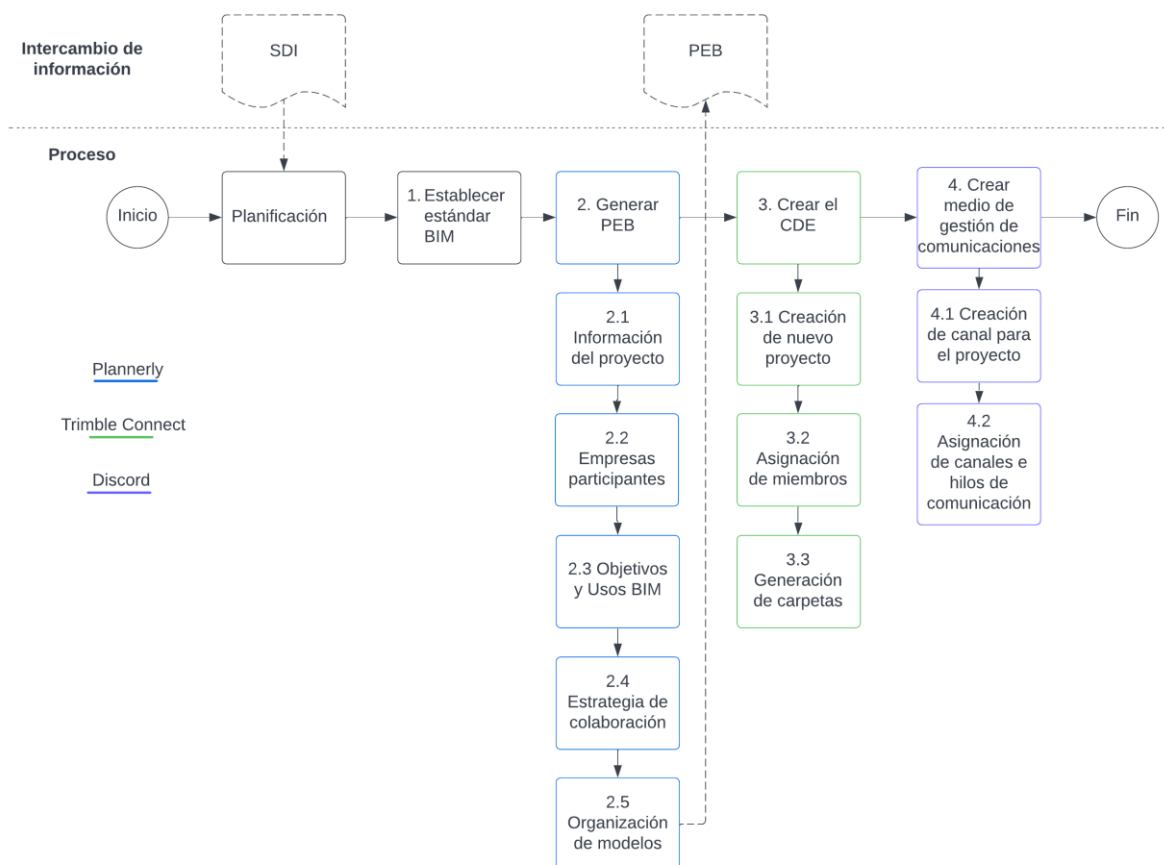 Intercambio de
información
SDI
PEB
Proceso
Inicio
Planificación
1. Establecer
estándar
BIM
2. Generar
PEB
3. Crear el
CDE
4. Crear
medio de
gestión de
comunicaciones
Fin
2.1
Información
del proyecto
3.1 Creación
de nuevo
proyecto
4.1 Creación
de canal para
el proyecto
Plannerly
Trimble Connect
Discord
2.2
Empresas
participantes
3.2
Asignación
de miembros
4.2
Asignación
de canales e
hilos de
comunicación
2.3 Objetivos
y Usos BIM
3.3
Generación
de carpetas
2.4
Estrategia de
colaboración
2.5
Organización
de modelos